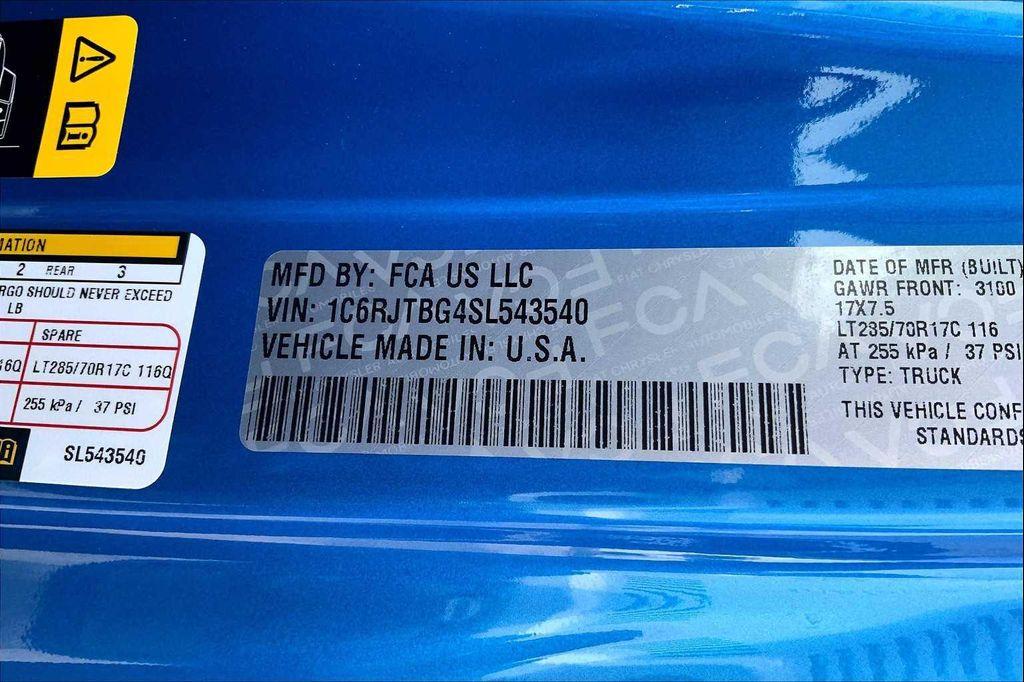 MATION
2 REAR 3
RGO SHOULD NEVER EXCEED
LB
SPARE
116Q LT285/70R17C 116Q
255 kPa / 37 PSI
SL543540
MFD BY: FCA US LLC
VIN: 1C6RJTBG4SL543540
VEHICLE MADE IN: U.S.A.
DATE OF MFR (BUILT)
GAWR FRONT: 3100
17X7.5
LT285/70R17C 116
AT 255 kPa / 37 PSI
TYPE: TRUCK
THIS VEHICLE CONF
STANDARDS